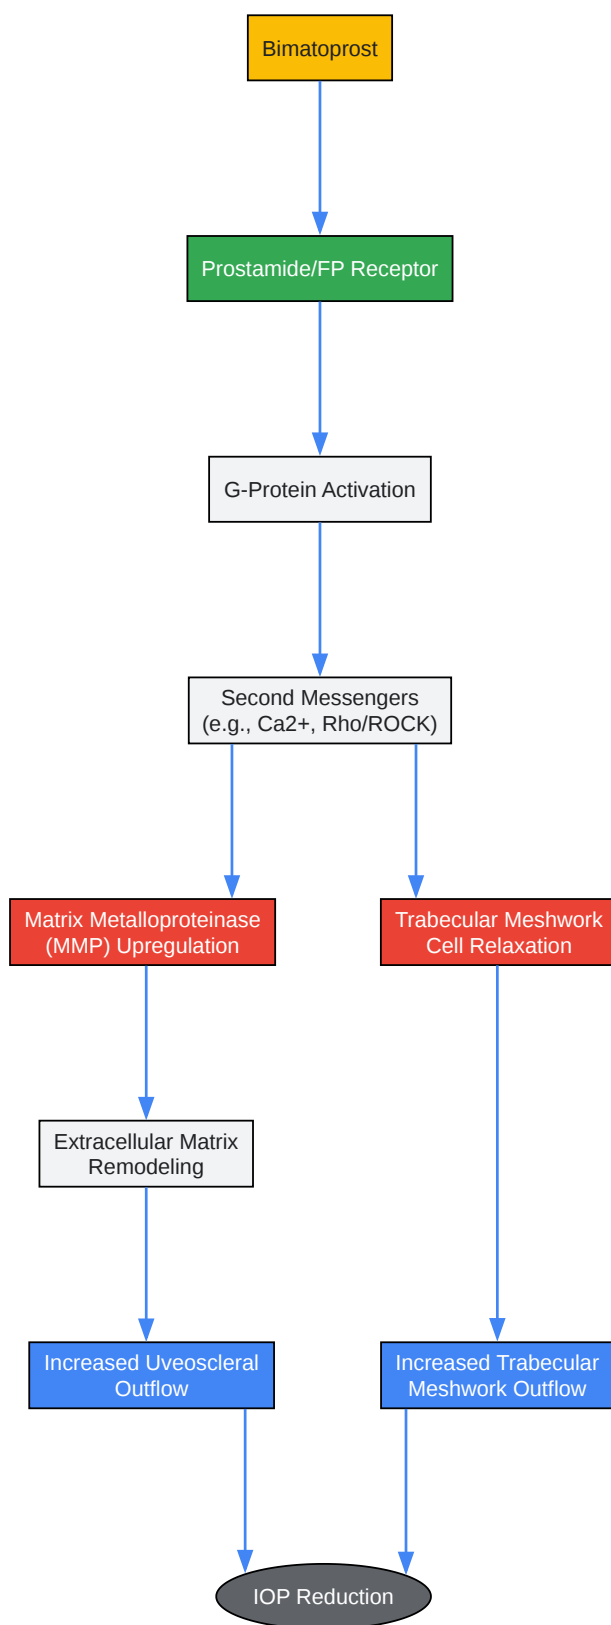 Bimatoprost
Prostamide/FP Receptor
G-Protein Activation
Second Messengers
(e.g., Ca2+, Rho/ROCK)
Matrix Metalloproteinase
(MMP) Upregulation
Trabecular Meshwork
Cell Relaxation
Extracellular Matrix
Remodeling
Increased Uveoscleral
Outflow
Increased Trabecular
Meshwork Outflow
IOP Reduction